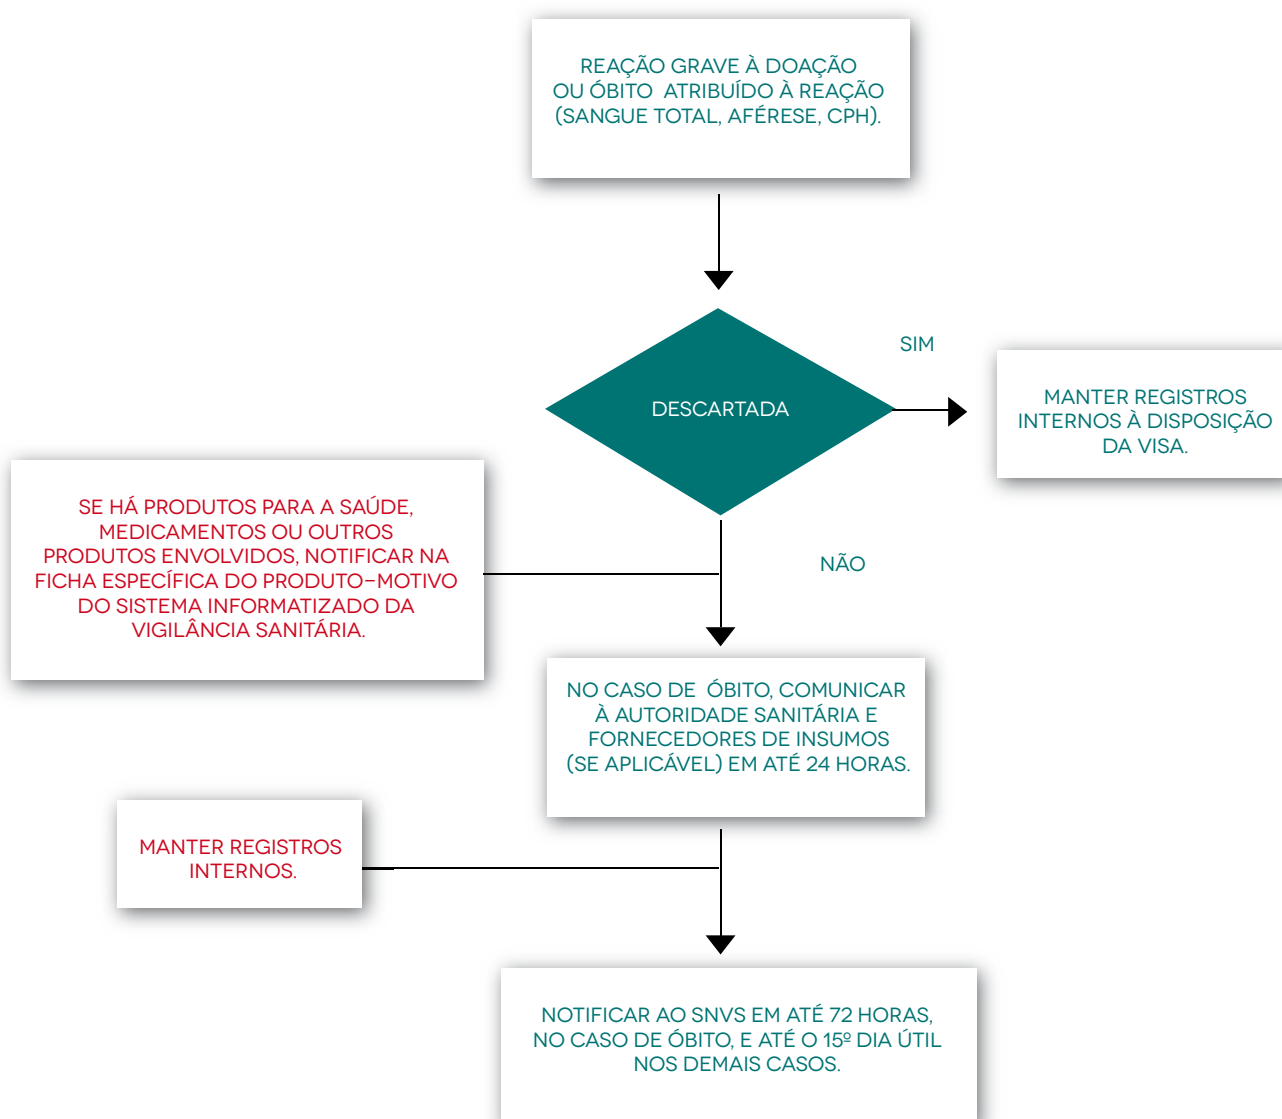 REAÇÃO GRAVE À DOAÇÃO
OU ÓBITO ATRIBUÍDO À REAÇÃO
(SANGUE TOTAL, AFÉRESE, CPH).
DESCARTADA
SIM
MANTER REGISTROS
INTERNOS À DISPOSIÇÃO
DA VISA.
SE HÁ PRODUTOS PARA A SAÚDE,
MEDICAMENTOS OU OUTROS
PRODUTOS ENVOLVIDOS, NOTIFICAR NA
FICHA ESPECÍFICA DO PRODUTO-MOTIVO
DO SISTEMA INFORMATIZADO DA
VIGILÂNCIA SANITÁRIA.
NÃO
NO CASO DE ÓBITO, COMUNICAR
À AUTORIDADE SANITÁRIA E
FORNECEDORES DE INSUMOS
(SE APLICÁVEL) EM ATÉ 24 HORAS.
MANTER REGISTROS
INTERNOS.
NOTIFICAR AO SNVS EM ATÉ 72 HORAS,
NO CASO DE ÓBITO, E ATÉ O 15º DIA ÚTIL
NOS DEMAIS CASOS.